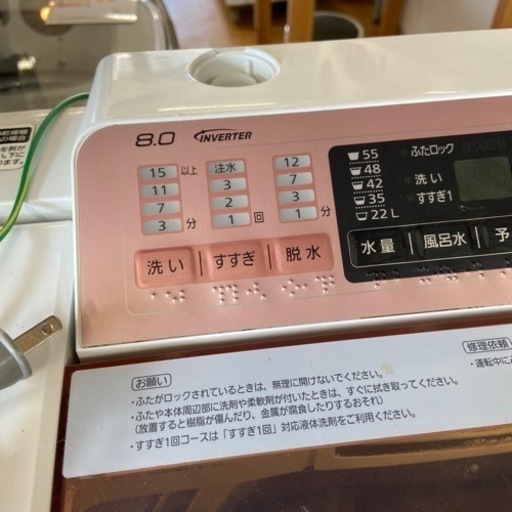 8.0 INVERTER
15 以上
11
7
3 分
注水
3
2
1 回
12
7
3
1 分
洗い
すすぎ
脱水
55
48
42
35
22L
ふたロック
洗い
すすぎ1
水量
風呂水
予
お願い
・ふたがロックされているときは、無理に開けないでください。
・ふたや本体周辺部に洗剤や柔軟剤が付いたときは、すぐに拭き取ってください。
(放置すると樹脂が傷んだり、金属が腐食したりするおそれ)
・すすぎ1回コースは「すすぎ1回」対応液体洗剤をご利用ください。
修理依頼
・運転中に